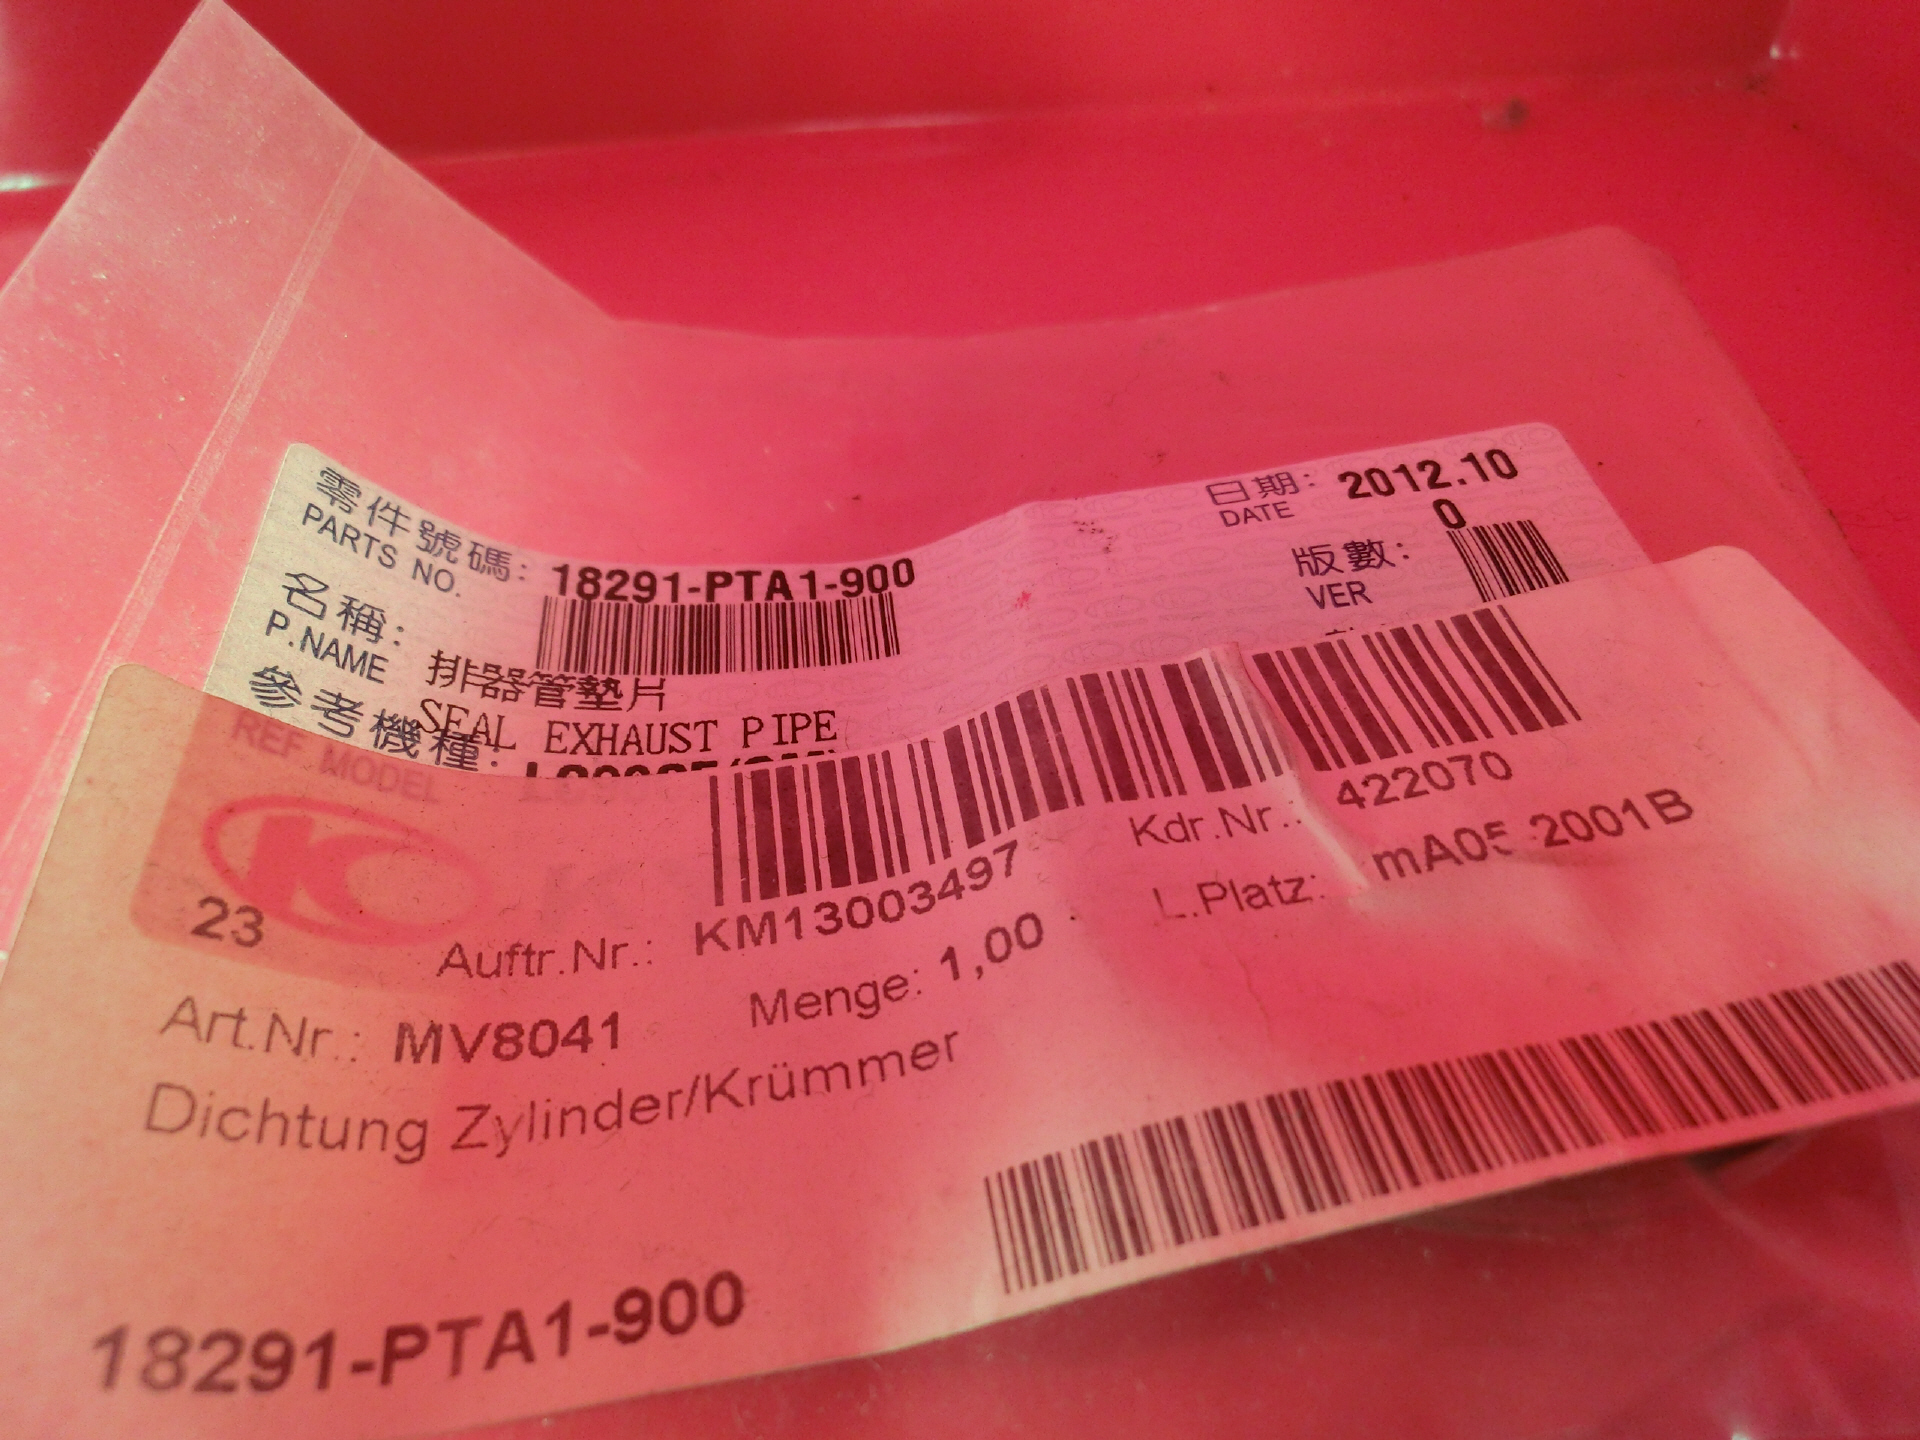 零件號碼: 18291-PTA1-900
PARTS NO.
日期: 2012.10
DATE
版數: 0
VER
名稱: 排器管墊片
P.NAME SEAL EXHAUST PIPE
參考機種:
REF MODEL
K
23
Auftr.Nr.: KM13003497
Kdr.Nr.: 422070
Art.Nr.: MV8041
Menge: 1,00
L.Platz: mA05 2001B
Dichtung Zylinder/Krümmer
18291-PTA1-900